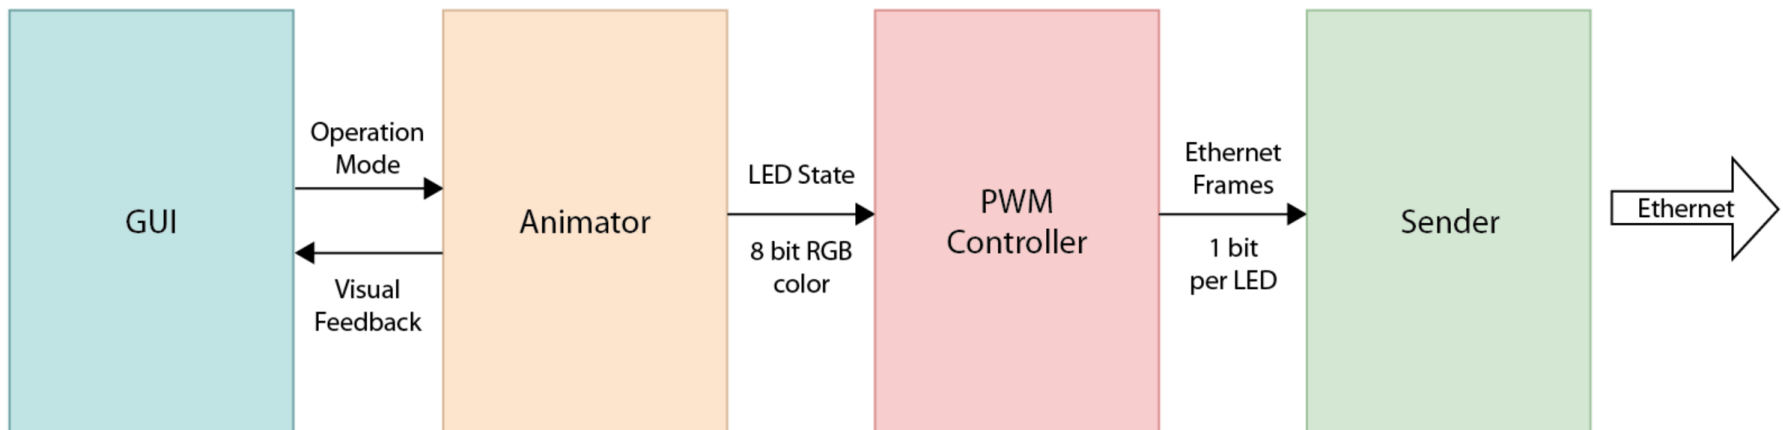 GUI
Operation
Mode
Visual
Feedback
Animator
LED State
8 bit RGB
color
PWM
Controller
Ethernet
Frames
1 bit
per LED
Sender
Ethernet